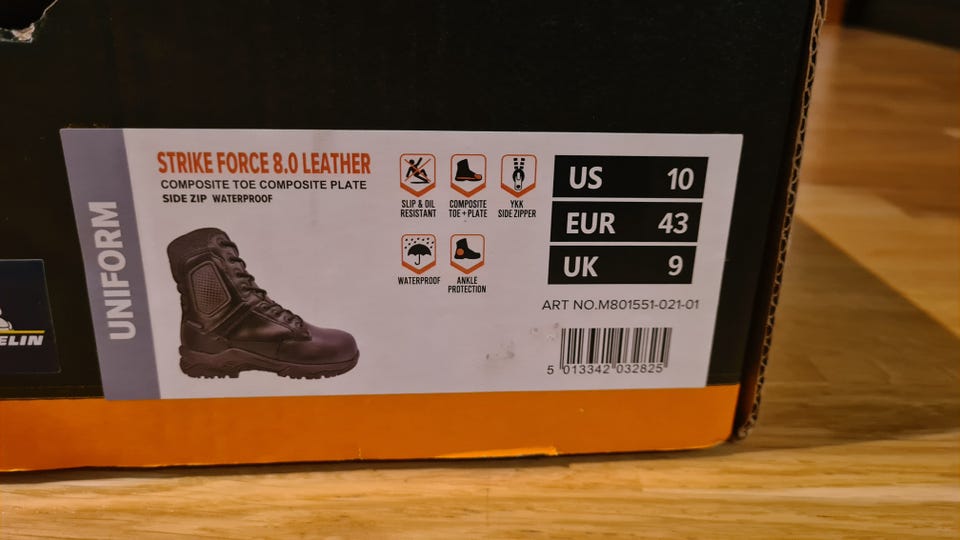 UNIFORM
STRIKE FORCE 8.0 LEATHER
COMPOSITE TOE COMPOSITE PLATE
SIDE ZIP WATERPROOF
SLIP & OIL
RESISTANT
COMPOSITE
TOE + PLATE
YKK
SIDE ZIPPER
WATERPROOF
ANKLE
PROTECTION
US 10
EUR 43
UK 9
ART NO.M801551-021-01
5 013342 032825
ELIN